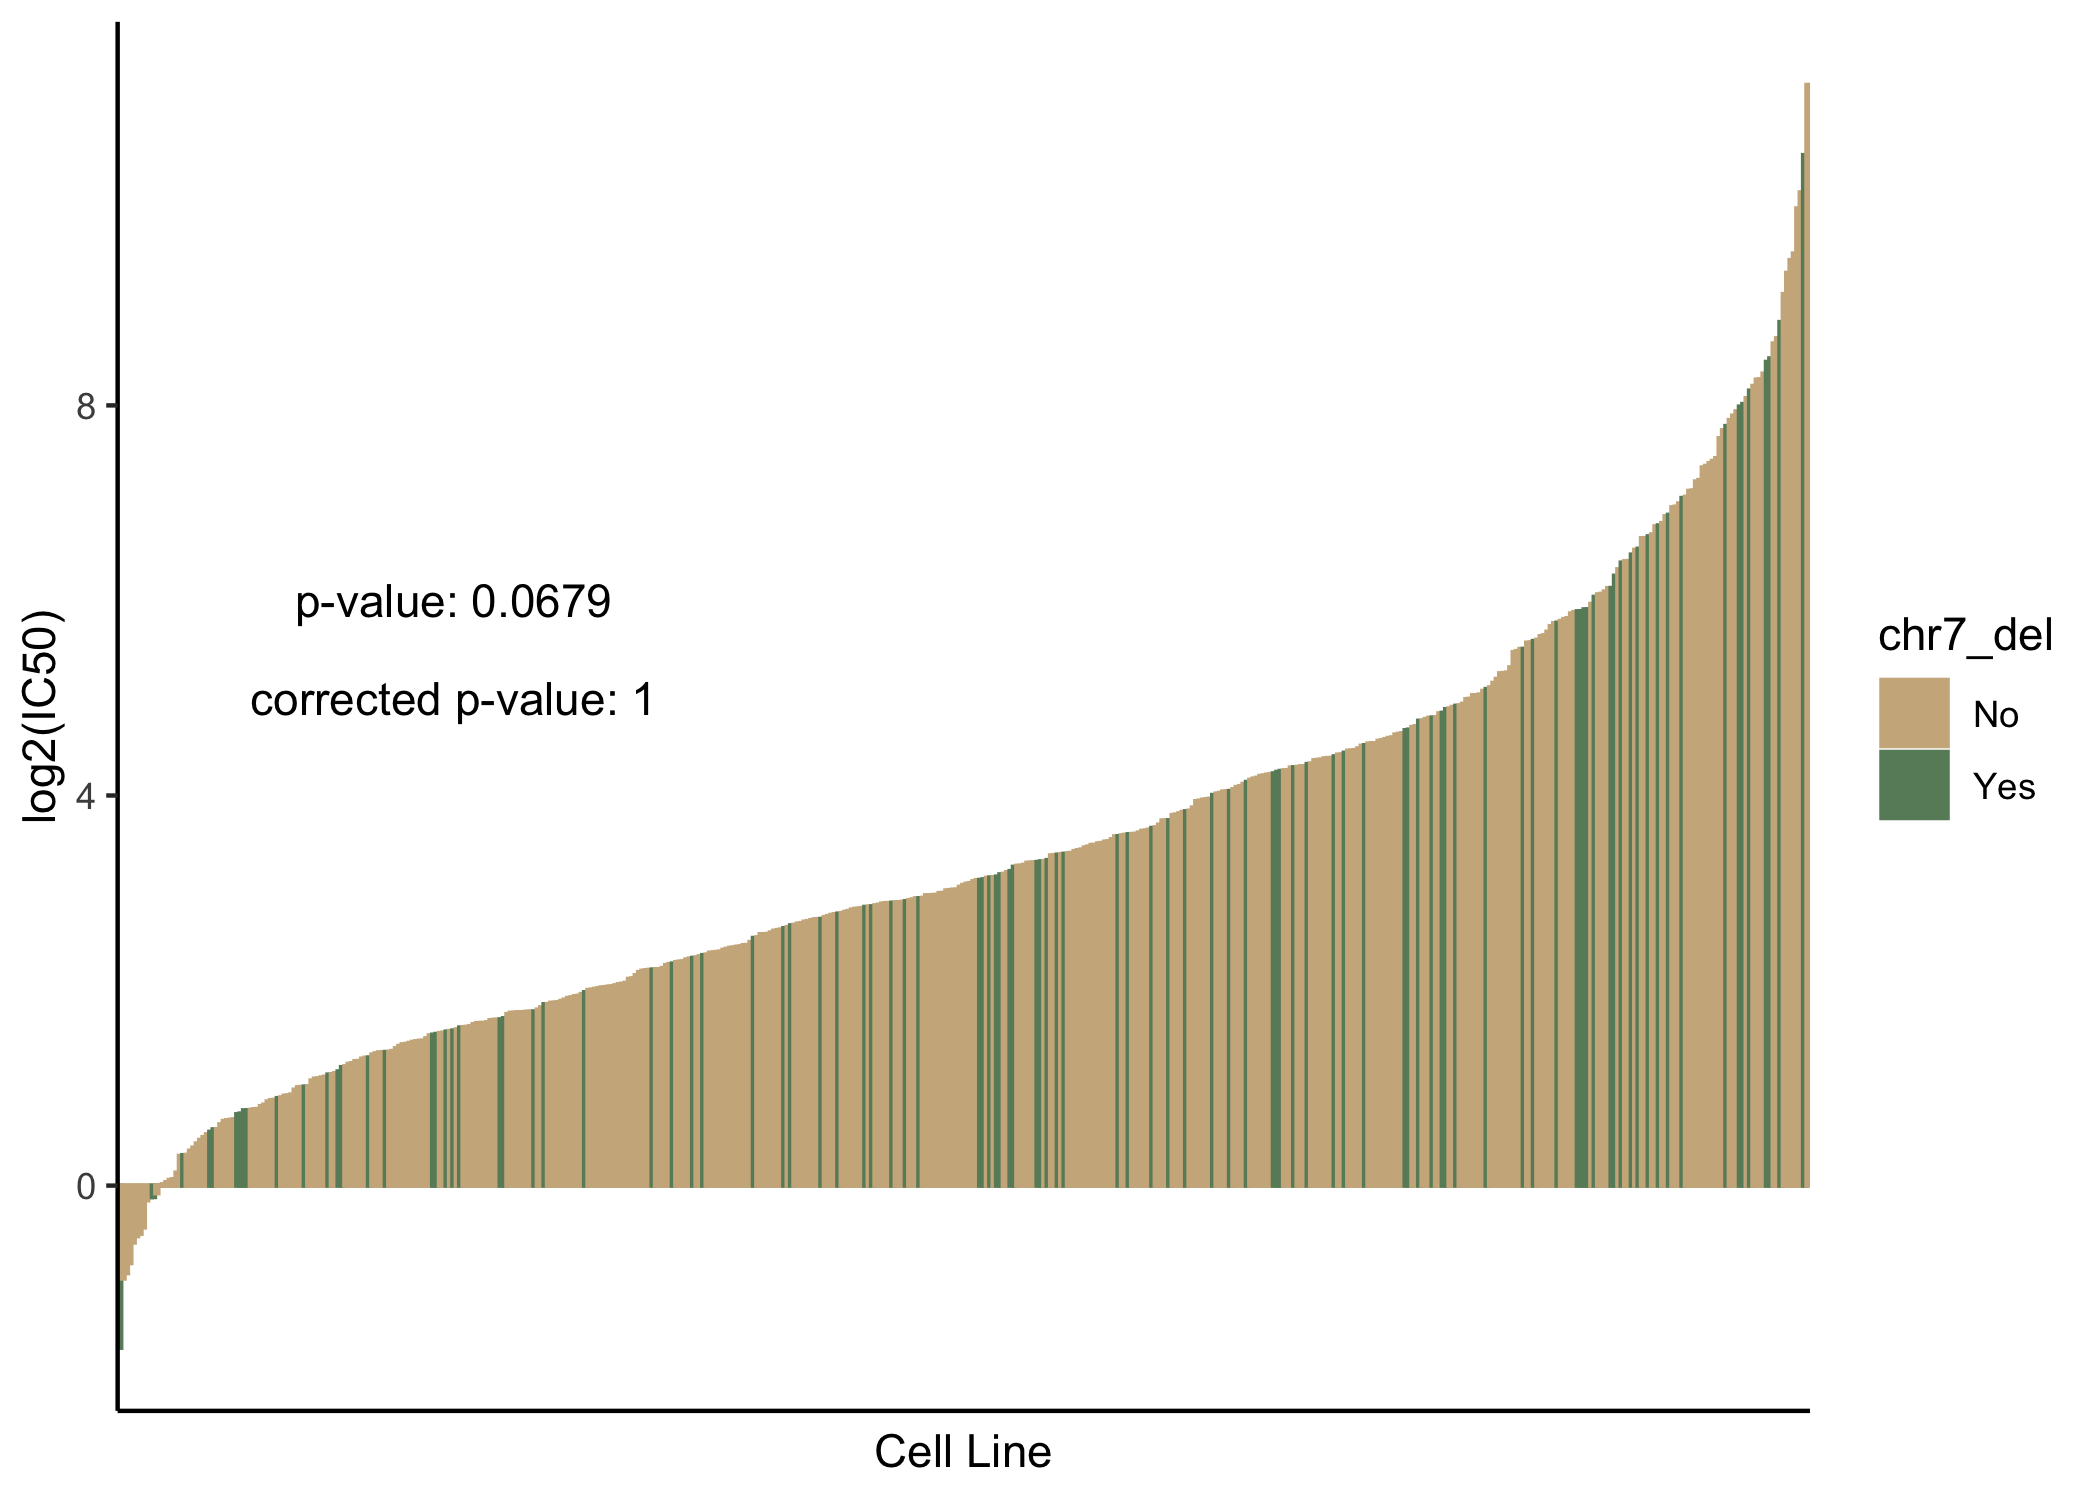 8
4
0
log2(IC50)
p-value: 0.0679
corrected p-value: 1
Cell Line
chr7_del
No
Yes